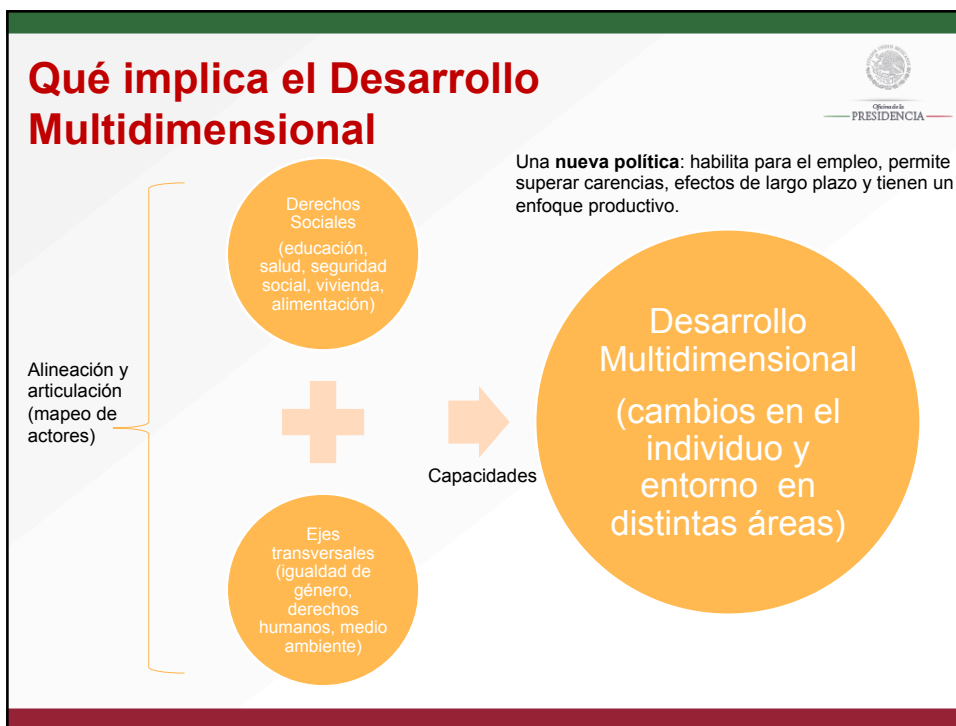 Qué implica el Desarrollo
Multidimensional
Oficina de la
PRESIDENCIA
Una nueva política: habilita para el empleo, permite
superar carencias, efectos de largo plazo y tienen un
enfoque productivo.
Derechos
Sociales
(educación,
salud, seguridad
social, vivienda,
alimentación)
Alineación y
articulación
(mapeo de
actores)
Capacidades
Desarrollo
Multidimensional
(cambios en el
individuo y
entorno en
distintas áreas)
Ejes
transversales
(igualdad de
género,
derechos
humanos, medio
ambiente)